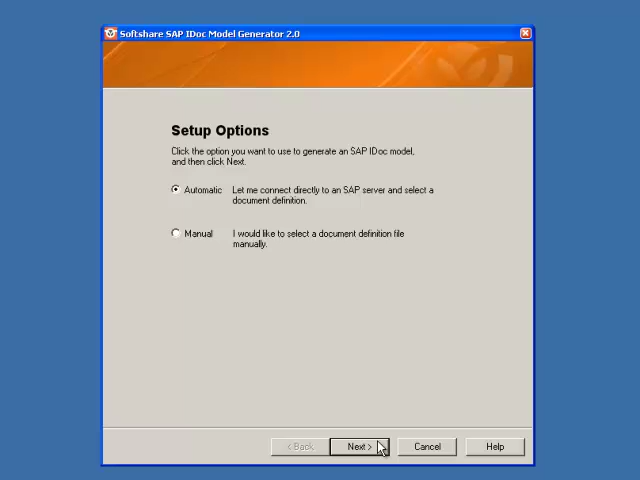 Softshare SAP IDoc Model Generator 2.0
Setup Options
Click the option you want to use to generate an SAP IDoc model,
and then click Next.
Automatic Let me connect directly to an SAP server and select a
document definition.
Manual I would like to select a document definition file
manually.
< Back Next > Cancel Help